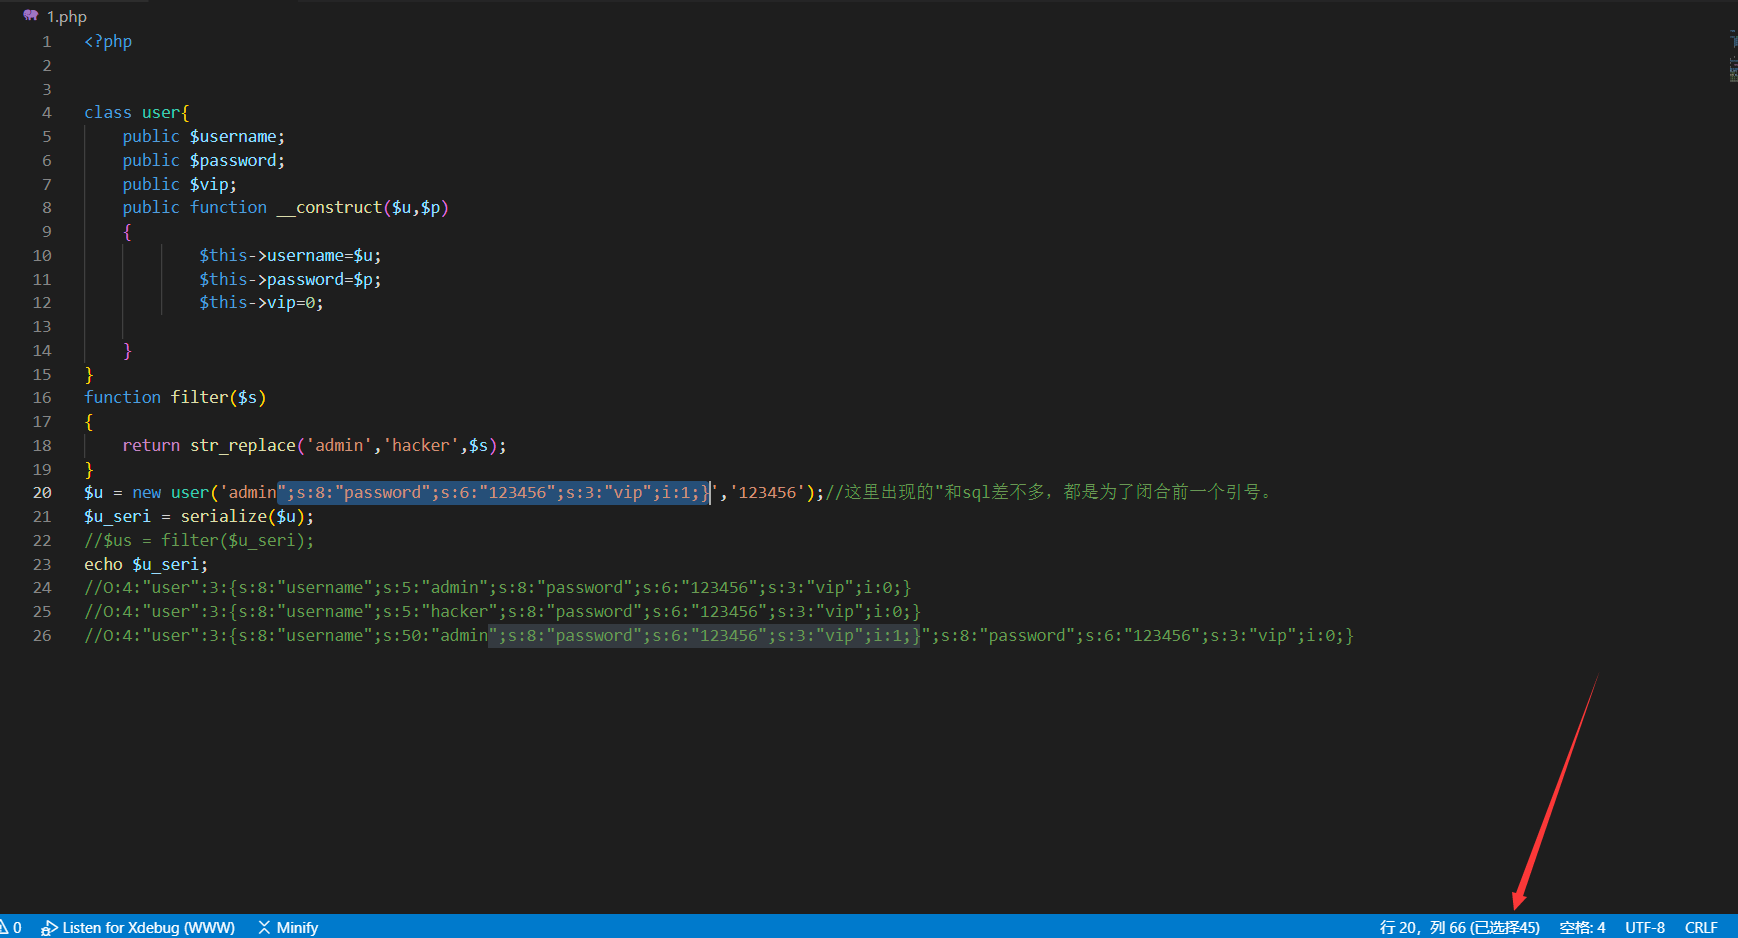 1.php
1 <?php
2
3
4 class user{
5 public $username;
6 public $password;
7 public $vip;
8 public function __construct($u,$p)
9 {
10 $this->username=$u;
11 $this->password=$p;
12 $this->vip=0;
13
14 }
15 }
16 function filter($s)
17 {
18 return str_replace('admin','hacker',$s);
19 }
20 $u = new user('admin";s:8:"password";s:6:"123456";s:3:"vip";i:1;}','123456');//这里出现的"和sql差不多，都是为了闭合前一个引号。
21 $u_seri = serialize($u);
22 //$us = filter($u_seri);
23 echo $u_seri;
24 //O:4:"user":3:{s:8:"username";s:5:"admin";s:8:"password";s:6:"123456";s:3:"vip";i:0;}
25 //O:4:"user":3:{s:8:"username";s:5:"hacker";s:8:"password";s:6:"123456";s:3:"vip";i:0;}
26 //O:4:"user":3:{s:8:"username";s:50:"admin";s:8:"password";s:6:"123456";s:3:"vip";i:1;}";s:8:"password";s:6:"123456";s:3:"vip";i:0;}
0 Listen for Xdebug (WWW) Minify 行 20，列 66 (已选择45) 空格: 4 UTF-8 CRLF